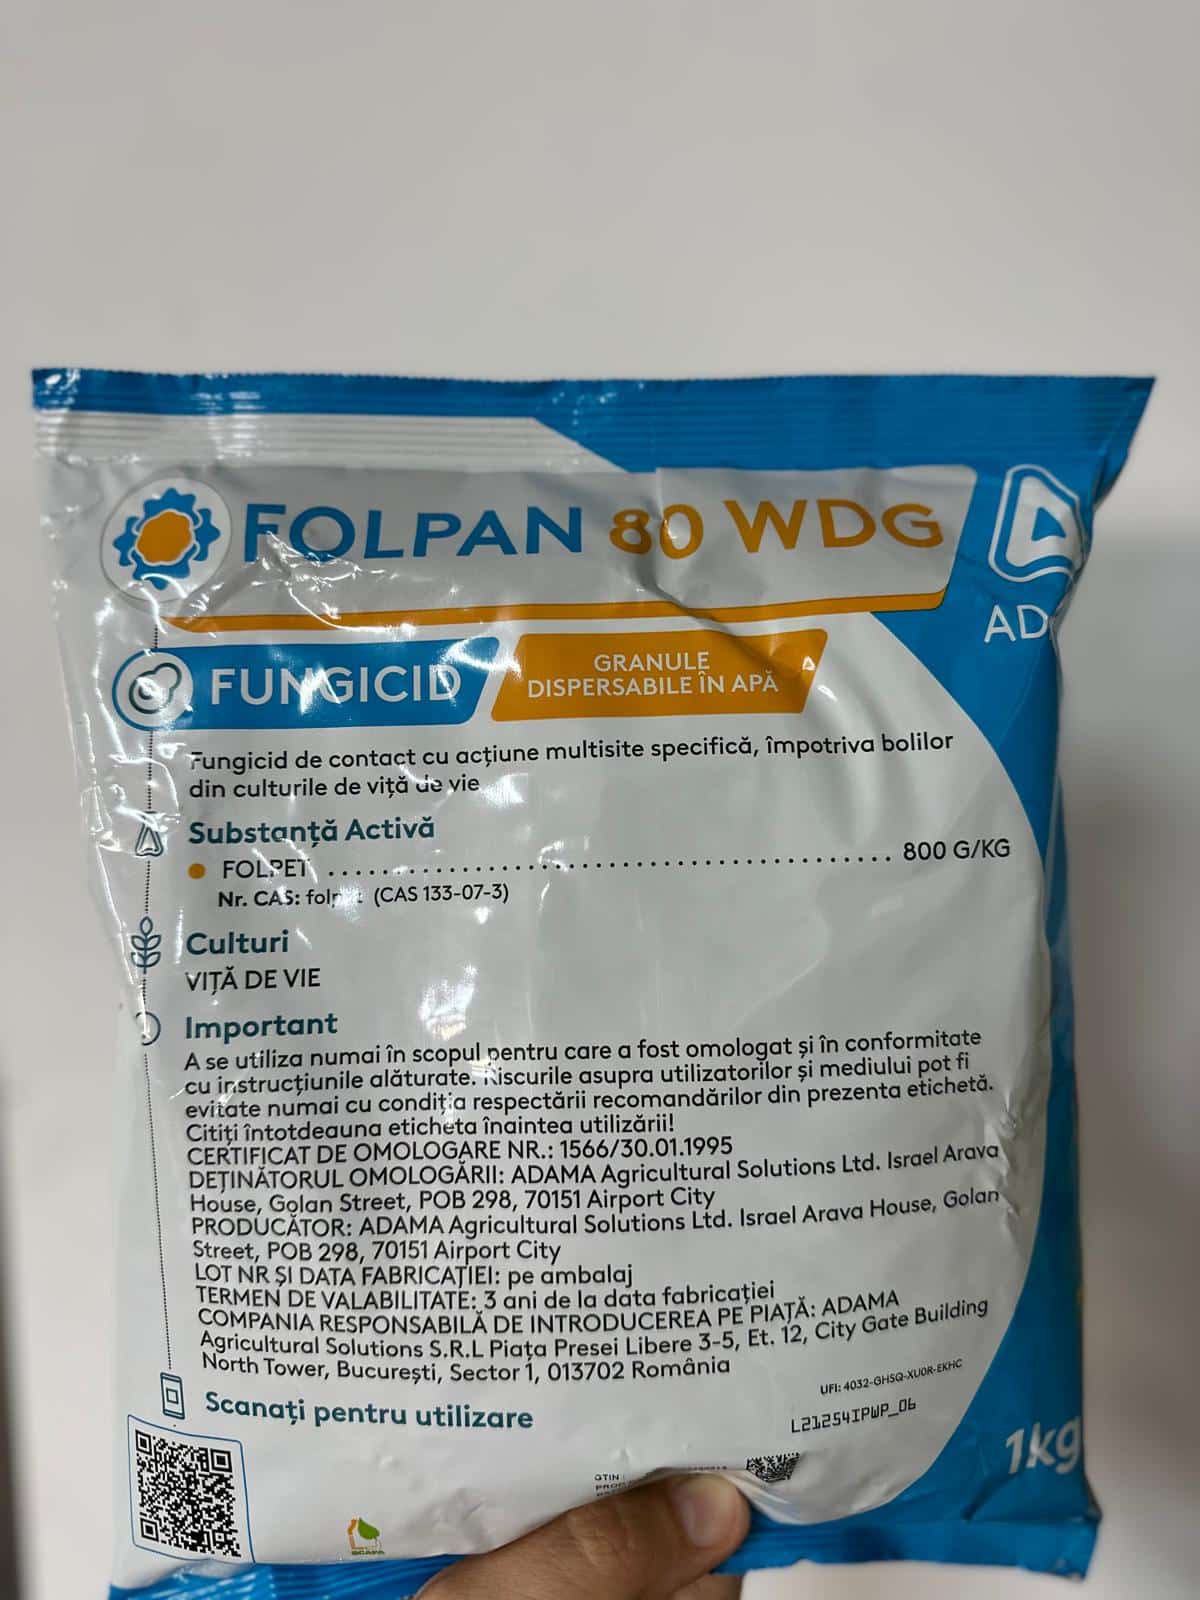 FOLPAN 80 WDG
AD
FUNGICID
GRANULE
DISPERSABILE ÎN APĂ
Fungicid de contact cu acțiune multisite specifică, împotriva bolilor
din culturile de viță de vie
Substanță Activă
FOLPET ........................................ 800 G/KG
Nr. CAS: (CAS 133-07-3)
Culturi
VIȚĂ DE VIE
Important
A se utiliza numai în scopul pentru care a fost omologat și în conformitate
cu instrucțiunile alăturate. Riscurile asupra utilizatorilor și mediului pot fi
evitate numai cu condiția respectării recomandărilor din prezenta etichetă.
Citiți întotdeauna eticheta înaintea utilizării!
CERTIFICAT DE OMOLOGARE NR.: 1566/30.01.1995
DEȚINĂTORUL OMOLOGĂRII: ADAMA Agricultural Solutions Ltd. Israel Arava
House, Golan Street, POB 298, 70151 Airport City
PRODUCĂTOR: ADAMA Agricultural Solutions Ltd. Israel Arava House, Golan
Street, POB 298, 70151 Airport City
LOT NR ȘI DATA FABRICAȚIEI: pe ambalaj
TERMEN DE VALABILITATE: 3 ani de la data fabricației
COMPANIA RESPONSABILĂ DE INTRODUCEREA PE PIAȚĂ: ADAMA
Agricultural Solutions S.R.L Piața Presei Libere 3-5, Et. 12, City Gate Building
North Tower, București, Sector 1, 013702 România
UFI: 4032-GHSQ-XU0R-EKHC
Scanați pentru utilizare
L21254IPWP_06
1kg
GTIN
SCAPA